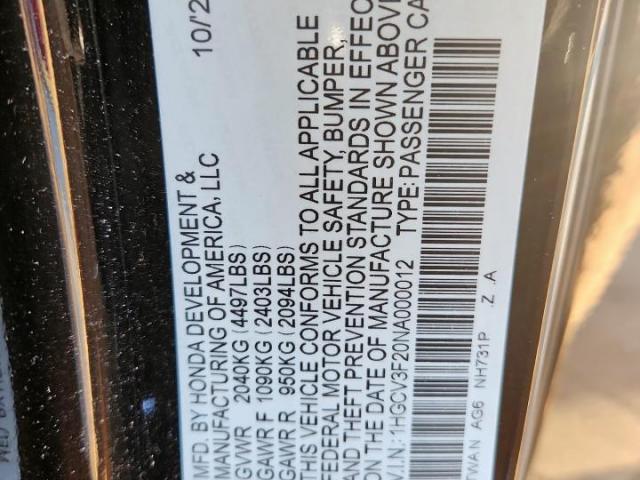 MFD. BY HONDA DEVELOPMENT & 10/'2
MANUFACTURING OF AMERICA, LLC
GVWR 2040KG (4497LBS)
GAWR F 1090KG (2403LBS)
GAWR R 950KG (2094LBS)
THIS VEHICLE CONFORMS TO ALL APPLICABLE
FEDERAL MOTOR VEHICLE SAFETY, BUMPER,
AND THEFT PREVENTION STANDARDS IN EFFEC
ON THE DATE OF MANUFACTURE SHOWN ABOVE
V.I.N.: 1HGCV3F20NA000012 TYPE: PASSENGER CA
TWAN AG6 NH731P .Z .A